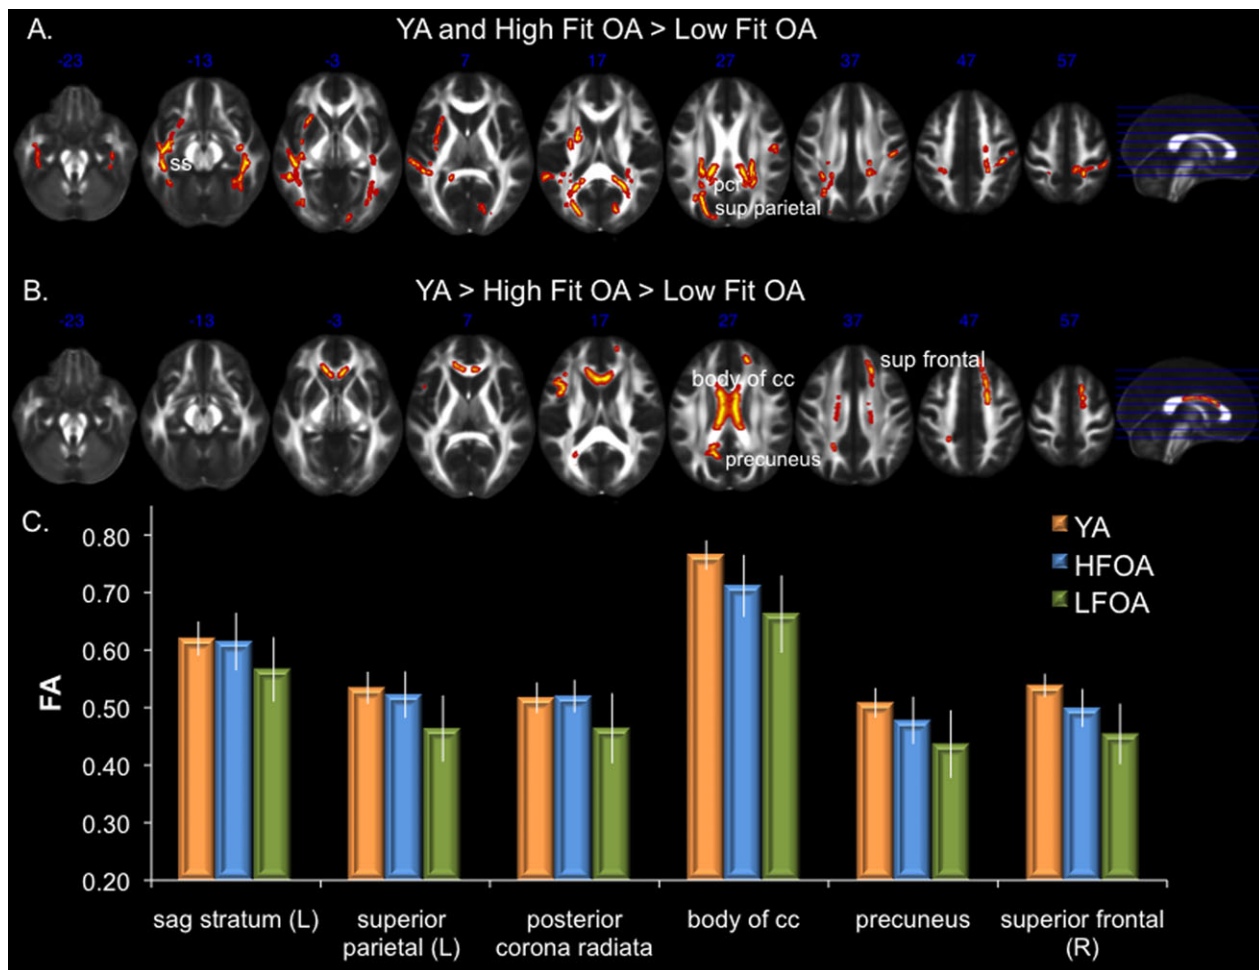 A. YA and High Fit OA > Low Fit OA
-23 -13 -3 7 17 27 37 47 57
ss
pcr
sup parietal
B. YA > High Fit OA > Low Fit OA
-23 -13 -3 7 17 27 37 47 57
sup frontal
body of cc
precuneus
C.
YA
HFOA
LFOA
FA
0.80
0.70
0.60
0.50
0.40
0.30
0.20
sag stratum (L) superior posterior body of cc precuneus superior frontal
parietal (L) corona radiata (R)